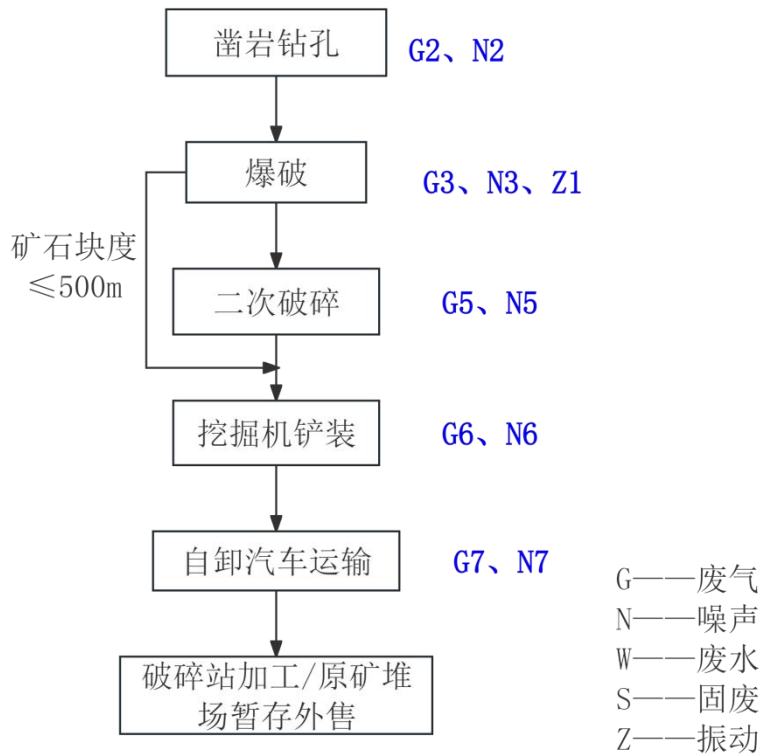 凿岩钻孔
G2、N2
爆破
G3、N3、Z1
矿石块度
≤500m
二次破碎
G5、N5
挖掘机铲装
G6、N6
自卸汽车运输
G7、N7
破碎站加工/原矿堆
场暂存外售
G——废气
N——噪声
W——废水
S——固废
Z——振动